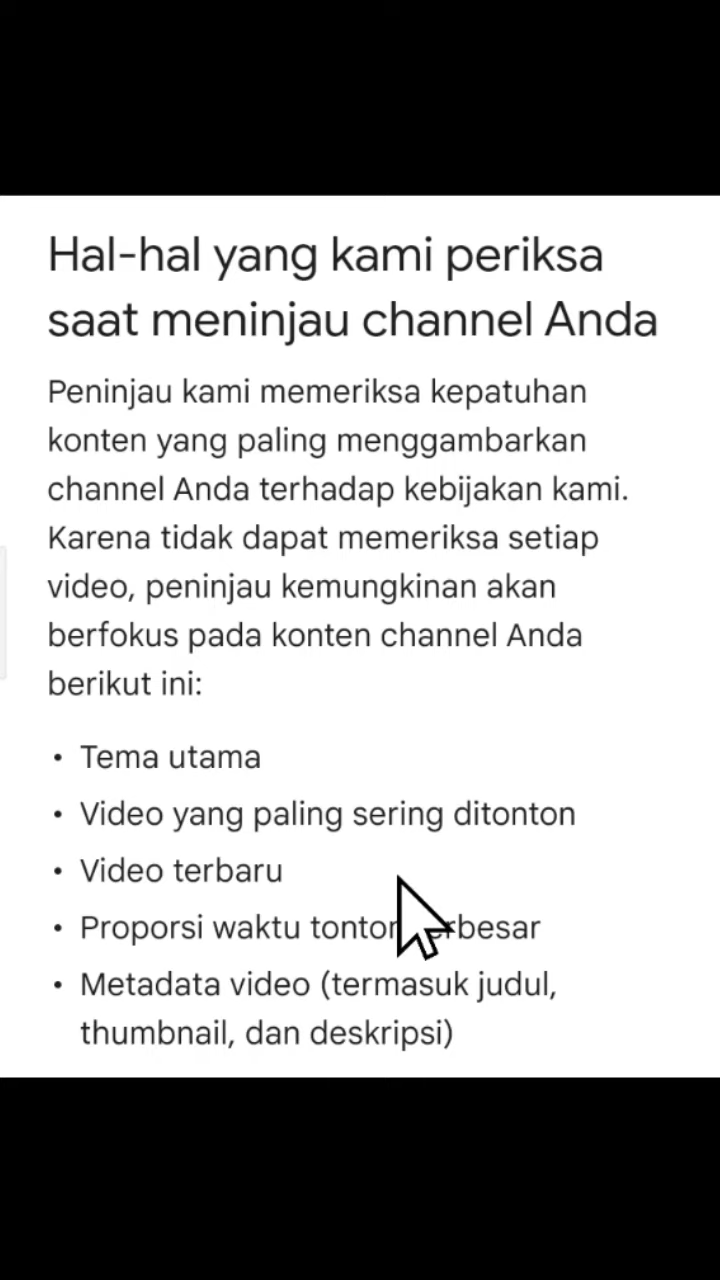 Hal-hal yang kami periksa
saat meninjau channel Anda
Peninjau kami memeriksa kepatuhan
konten yang paling menggambarkan
channel Anda terhadap kebijakan kami.
Karena tidak dapat memeriksa setiap
video, peninjau kemungkinan akan
berfokus pada konten channel Anda
berikut ini:
• Tema utama
• Video yang paling sering ditonton
• Video terbaru
• Proporsi waktu tonton terbesar
• Metadata video (termasuk judul,
thumbnail, dan deskripsi)